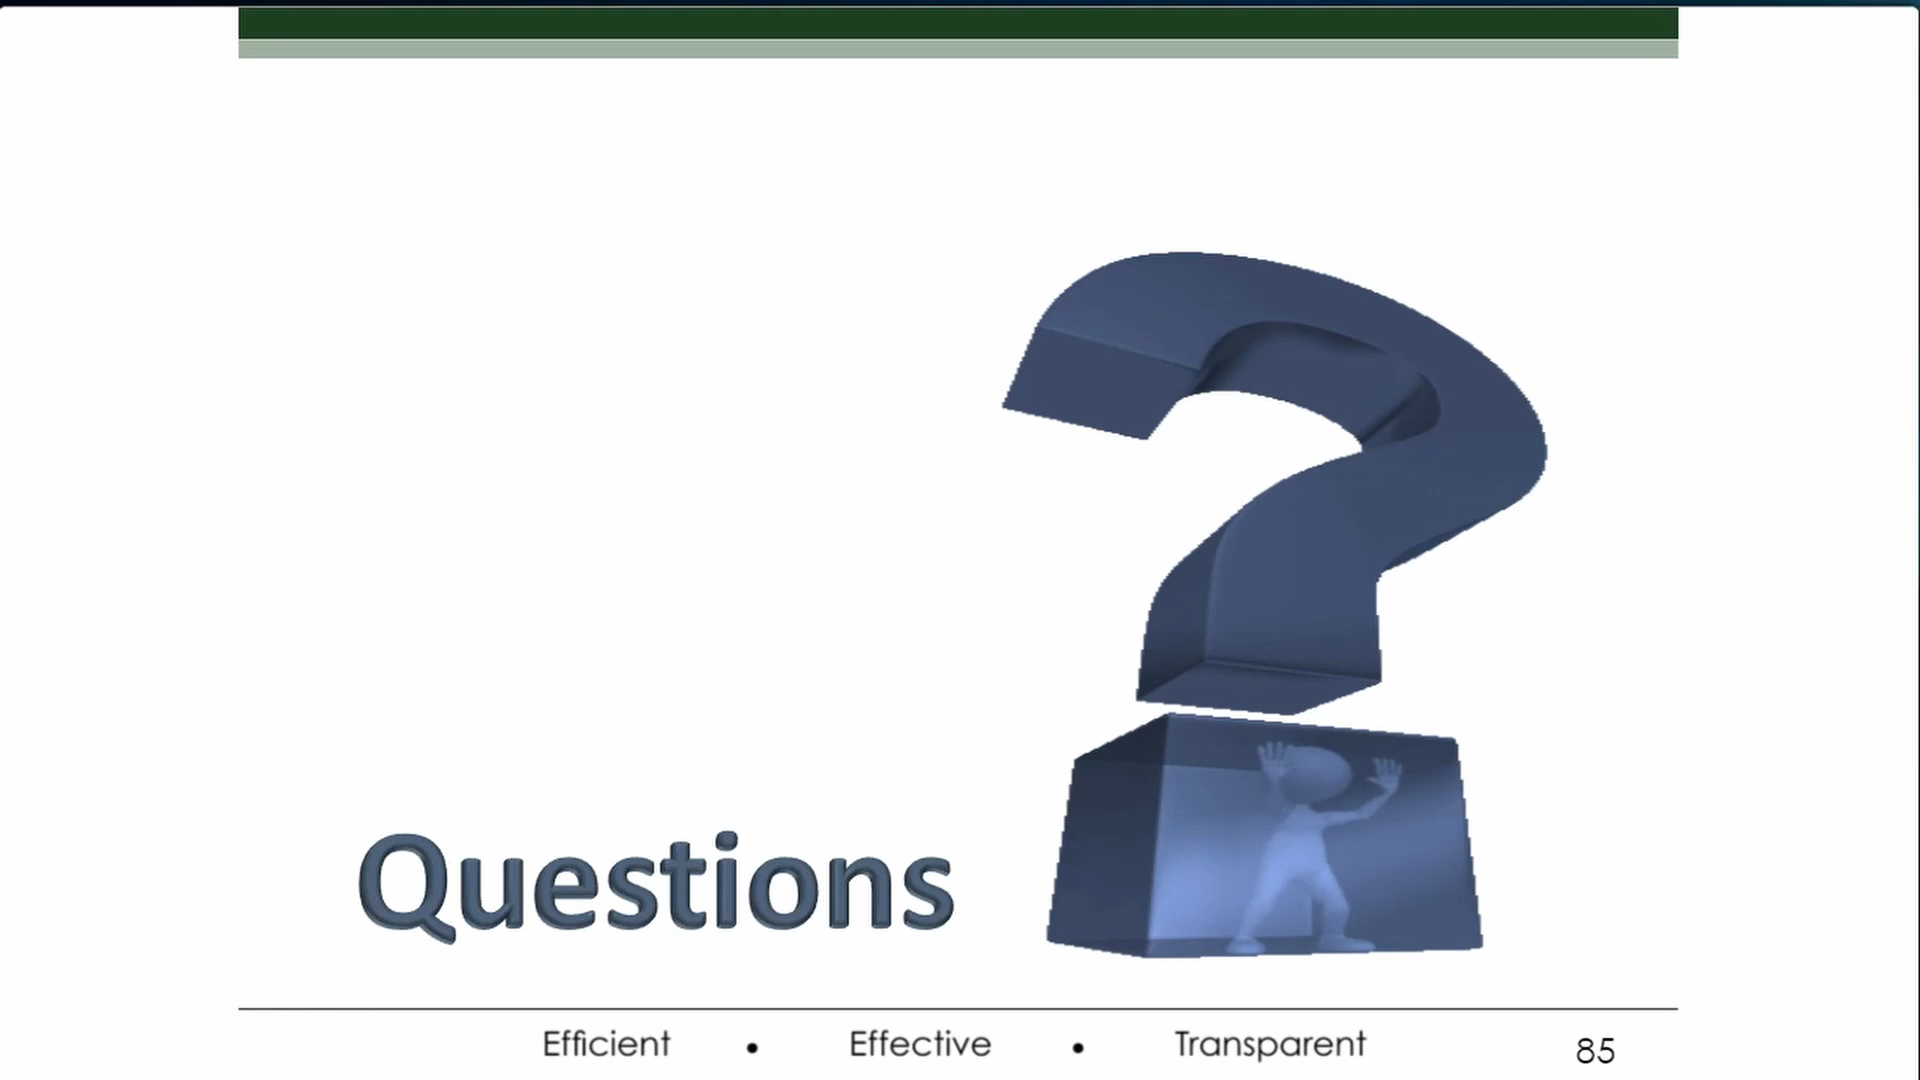 Questions
Efficient • Effective • Transparent 85